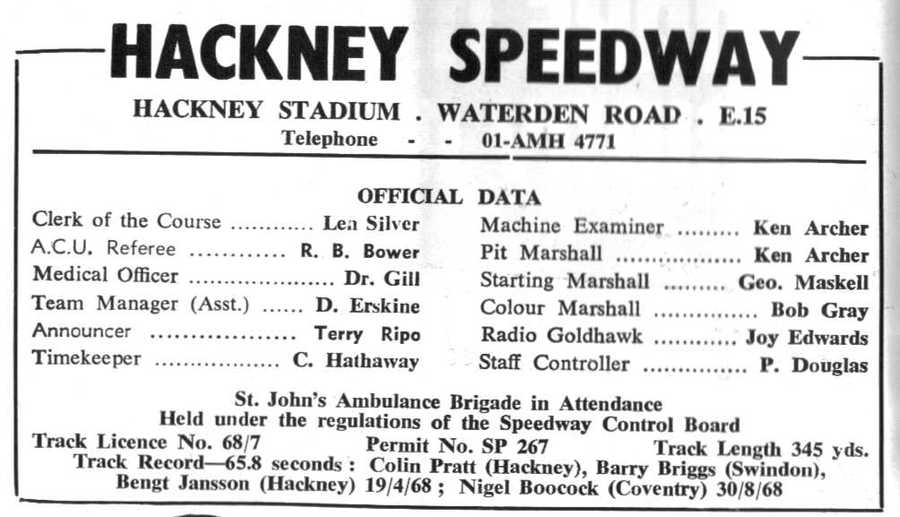 HACKNEY SPEEDWAY
HACKNEY STADIUM . WATERDEN ROAD . E.15
Telephone - - 01-AMH 4771
OFFICIAL DATA
Clerk of the Course ............ Len Silver
A.C.U. Referee ............ R. B. Bower
Medical Officer ..................... Dr. Gill
Team Manager (Asst.) ...... D. Erskine
Announcer ................. Terry Ripo
Timekeeper .................. C. Hathaway
Machine Examiner ......... Ken Archer
Pit Marshall .................. Ken Archer
Starting Marshall ......... Geo. Maskell
Colour Marshall ............... Bob Gray
Radio Goldhawk ............ Joy Edwards
Staff Controller ............... P. Douglas
St. John's Ambulance Brigade in Attendance
Held under the regulations of the Speedway Control Board
Track Licence No. 68/7 Permit No. SP 267 Track Length 345 yds.
Track Record—65.8 seconds : Colin Pratt (Hackney), Barry Briggs (Swindon),
Bengt Jansson (Hackney) 19/4/68 ; Nigel Boocock (Coventry) 30/8/68